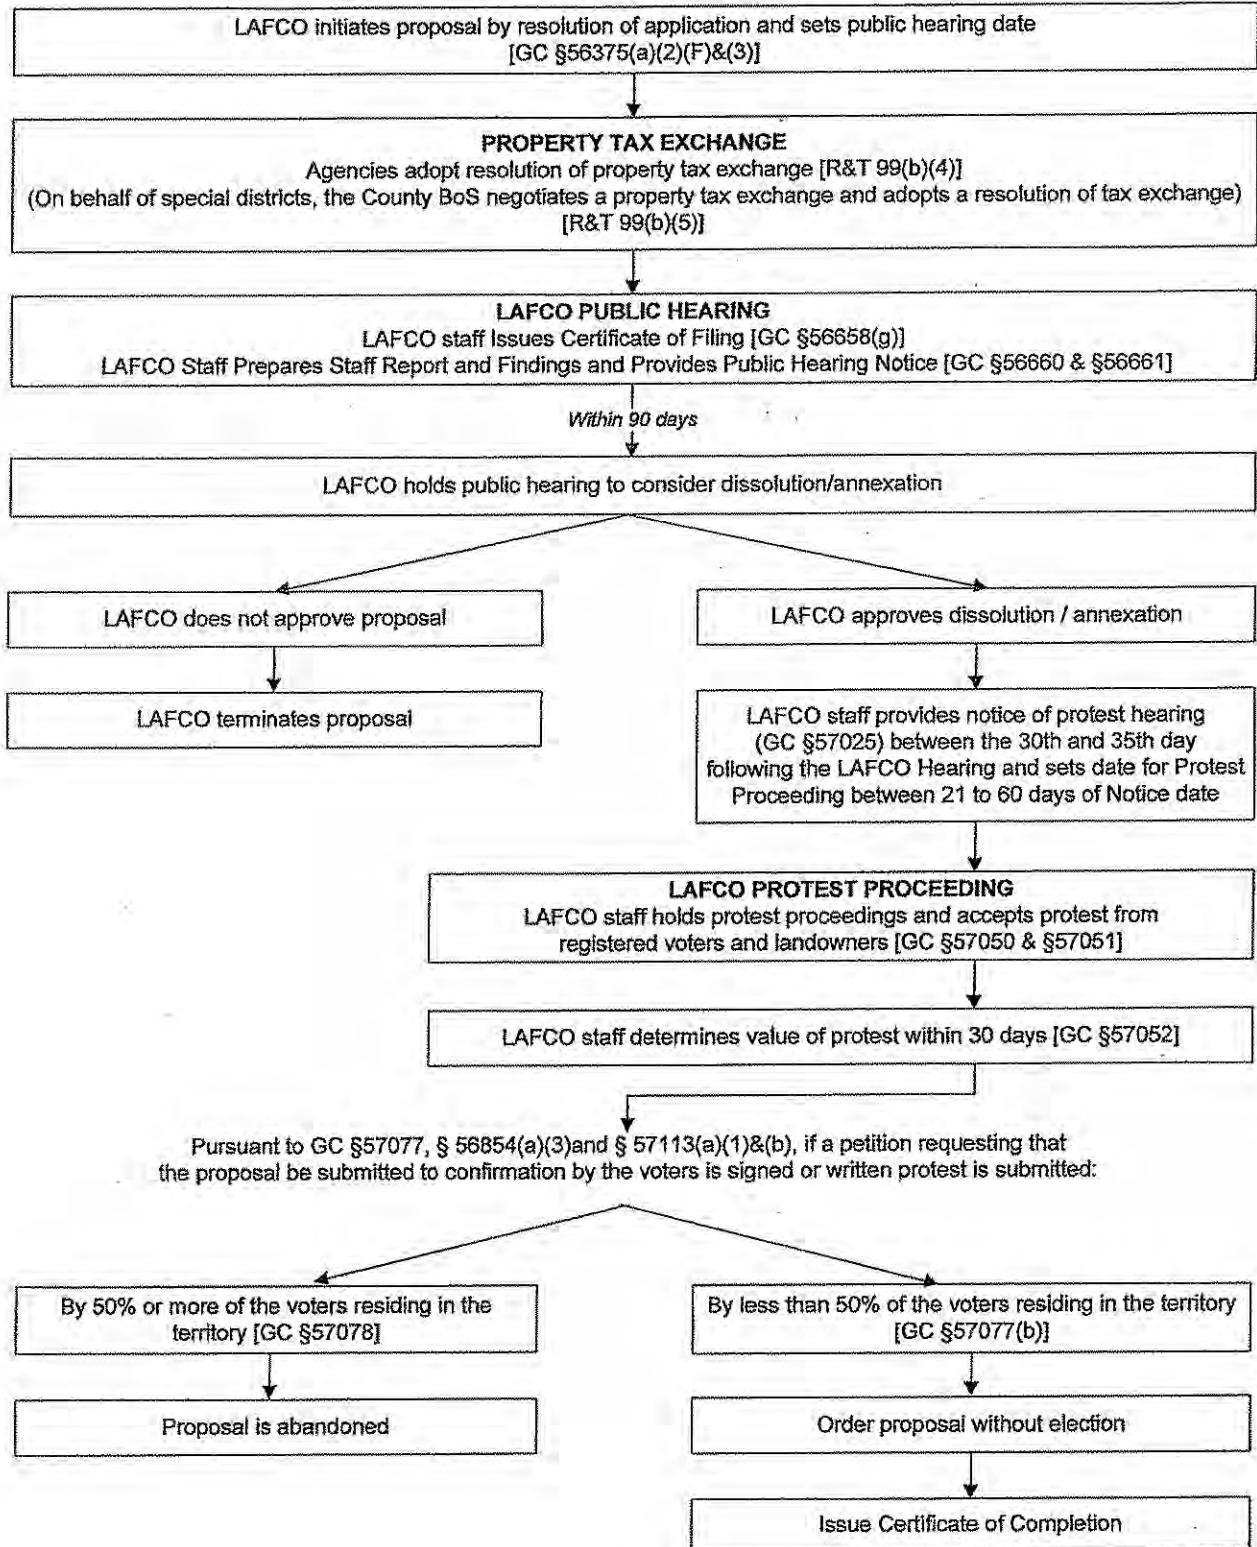 LAFCO initiates proposal by resolution of application and sets public hearing date
[GC §56375(a)(2)(F)&(3)]
PROPERTY TAX EXCHANGE
Agencies adopt resolution of property tax exchange [R&T 99(b)(4)]
(On behalf of special districts, the County BoS negotiates a property tax exchange and adopts a resolution of tax exchange)
[R&T 99(b)(5)]
LAFCO PUBLIC HEARING
LAFCO staff Issues Certificate of Filing [GC §56658(g)]
LAFCO Staff Prepares Staff Report and Findings and Provides Public Hearing Notice [GC §56660 & §56661]
Within 90 days
LAFCO holds public hearing to consider dissolution/annexation
LAFCO does not approve proposal
LAFCO terminates proposal
LAFCO approves dissolution / annexation
LAFCO staff provides notice of protest hearing
(GC §57025) between the 30th and 35th day
following the LAFCO Hearing and sets date for Protest
Proceeding between 21 to 60 days of Notice date
LAFCO PROTEST PROCEEDING
LAFCO staff holds protest proceedings and accepts protest from
registered voters and landowners [GC §57050 & §57051]
LAFCO staff determines value of protest within 30 days [GC §57052]
Pursuant to GC §57077, § 56854(a)(3)and § 57113(a)(1)&(b), if a petition requesting that
the proposal be submitted to confirmation by the voters is signed or written protest is submitted:
By 50% or more of the voters residing in the
territory [GC §57078]
Proposal is abandoned
By less than 50% of the voters residing in the territory
[GC §57077(b)]
Order proposal without election
Issue Certificate of Completion